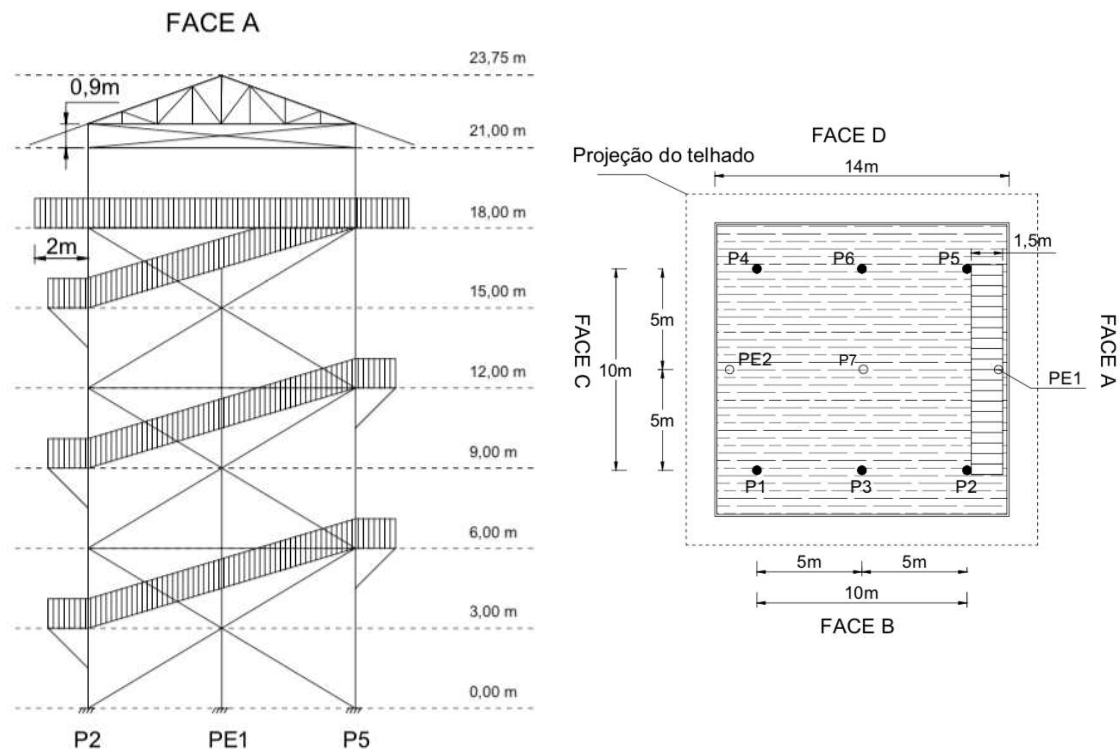 FACE A
23,75 m
0,9m
21,00 m
18,00 m
2m
15,00 m
12,00 m
9,00 m
6,00 m
3,00 m
0,00 m
P2
PE1
P5
FACE D
Projeção do telhado
14m
1,5m
P4
P6
P5
5m
FACE C
10m
PE2
P7
FACE A
PE1
5m
P1
P3
P2
5m
5m
10m
FACE B